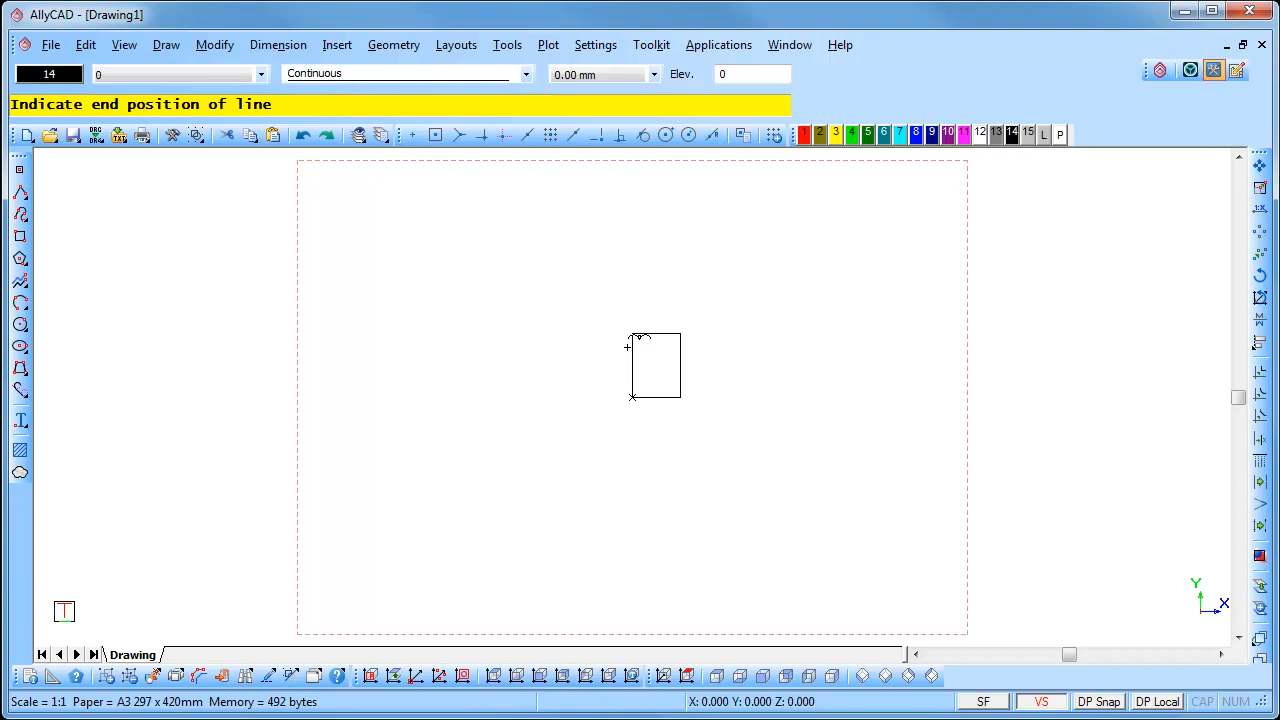 AllyCAD - [Drawing1]
File Edit View Draw Modify Dimension Insert Geometry Layouts Tools Plot Settings Toolkit Applications Window Help
14 0 Continuous 0.00 mm Elev. 0
Indicate end position of line
DRC TXT 1 2 3 4 5 6 7 8 9 10 11 12 13 14 15 L P
1:X
T
Y
X
Drawing
Scale = 1:1 Paper = A3 297 x 420mm Memory = 492 bytes X: 0.000 Y: 0.000 Z: 0.000 SF VS DP Snap DP Local CAP NUM